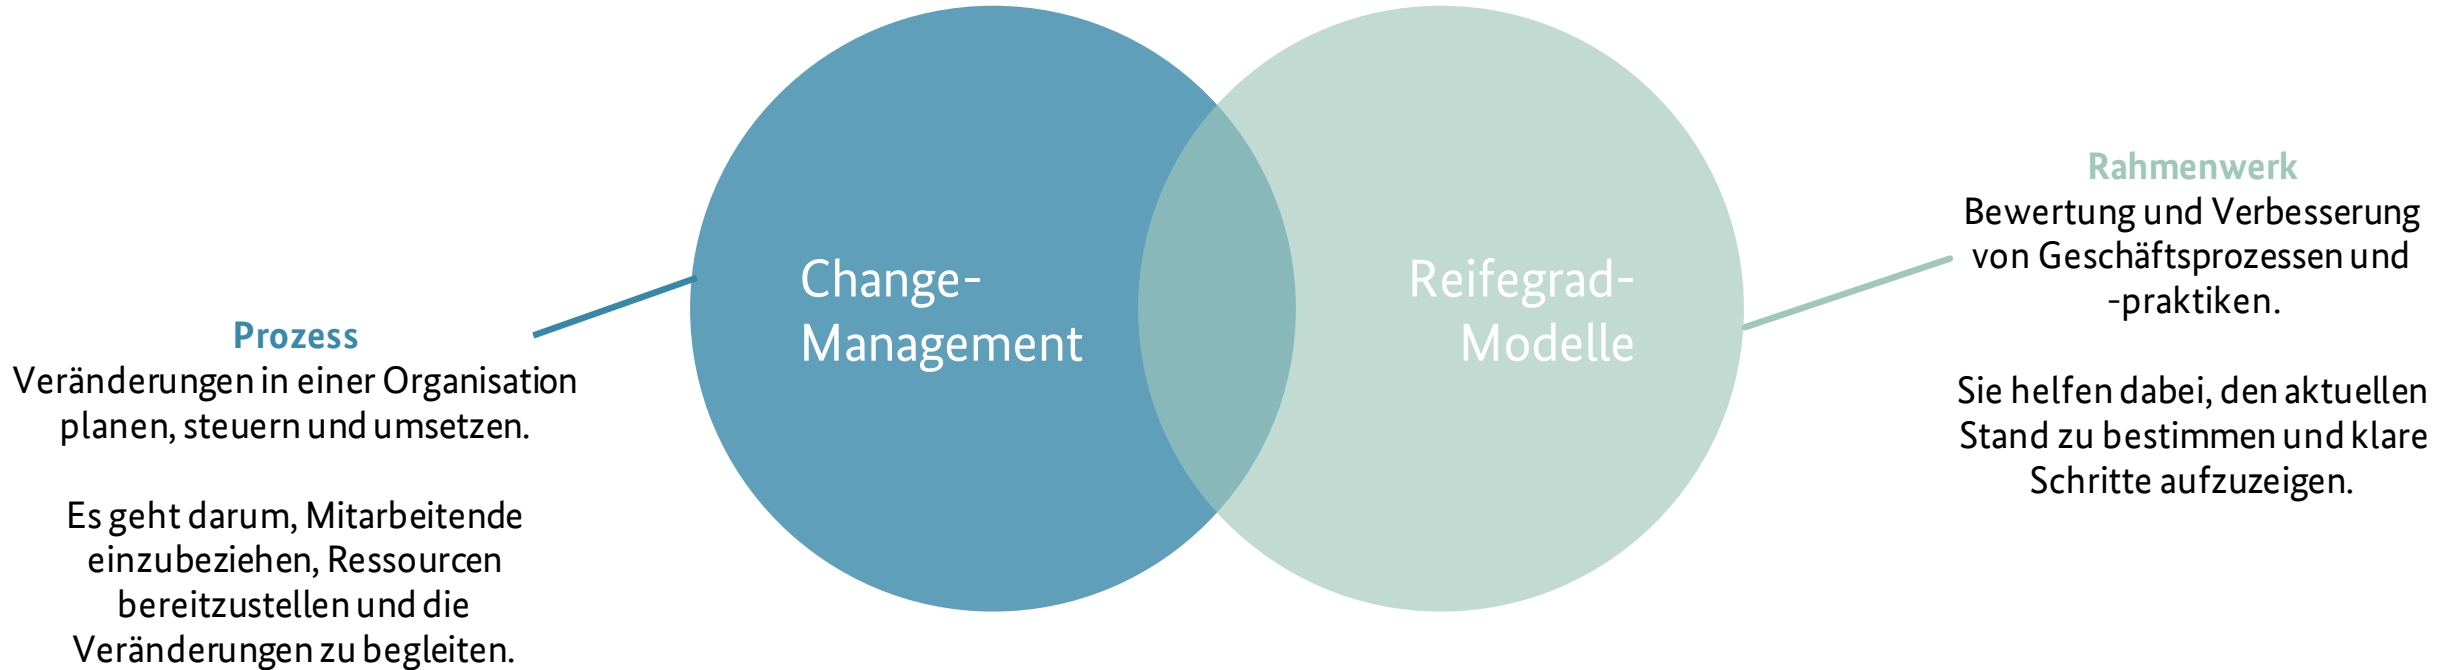 Prozess
Veränderungen in einer Organisation
planen, steuern und umsetzen.
Es geht darum, Mitarbeitende
einzubeziehen, Ressourcen
bereitzustellen und die
Veränderungen zu begleiten.
Change-
Management
Reifegrad-
Modelle
Rahmenwerk
Bewertung und Verbesserung
von Geschäftsprozessen und
-praktiken.
Sie helfen dabei, den aktuellen
Stand zu bestimmen und klare
Schritte aufzuzeigen.